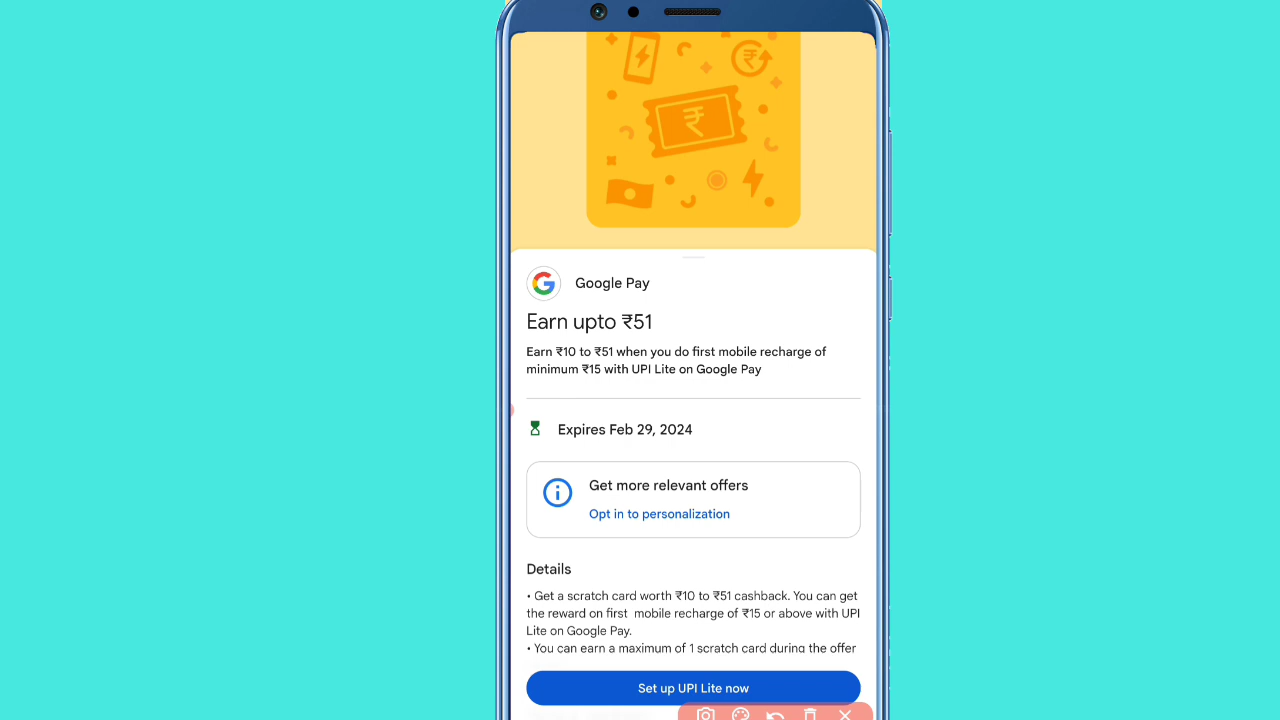 Google Pay
Earn upto ₹51
Earn ₹10 to ₹51 when you do first mobile recharge of
minimum ₹15 with UPI Lite on Google Pay
Expires Feb 29, 2024
Get more relevant offers
Opt in to personalization
Details
• Get a scratch card worth ₹10 to ₹51 cashback. You can get
the reward on first mobile recharge of ₹15 or above with UPI
Lite on Google Pay.
• You can earn a maximum of 1 scratch card during the offer
Set up UPI Lite now